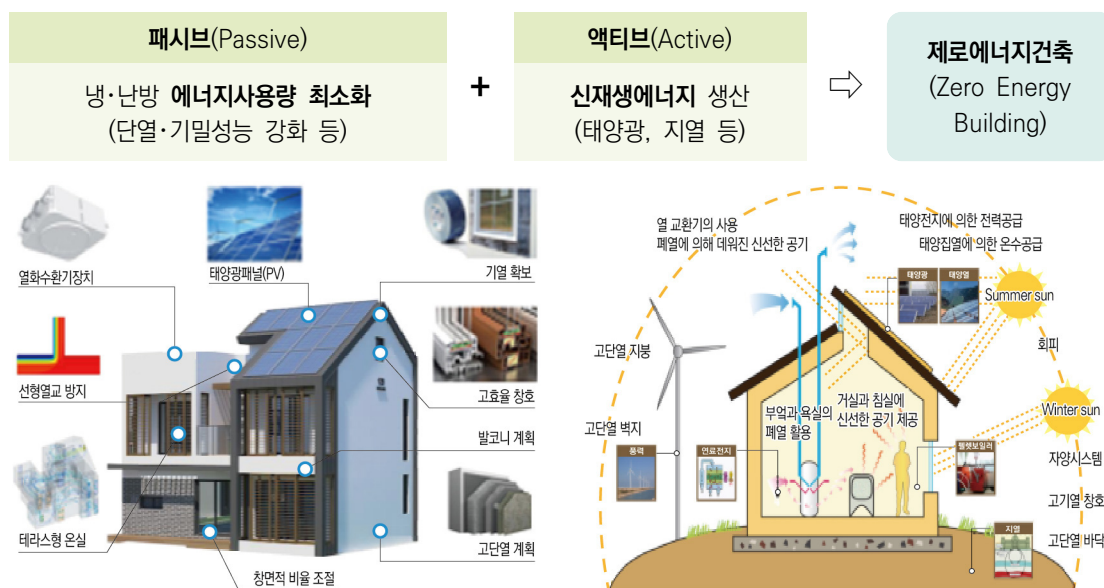 패시브(Passive)
냉·난방 에너지사용량 최소화
(단열·기밀성능 강화 등)
+
액티브(Active)
신재생에너지 생산
(태양광, 지열 등)
⇨
제로에너지건축
(Zero Energy
Building)
열화수환기장치
태양광패널(PV)
기열 확보
선형열교 방지
고효율 창호
발코니 계획
테라스형 온실
고단열 계획
창면적 비율 조절
열 교환기의 사용
폐열에 의해 데워진 신선한 공기
태양전지에 의한 전력공급
태양집열에 의한 온수공급
태양광
태양열
Summer sun
회피
고단열 지붕
Winter sun
부엌과 욕실의
폐열 활용
거실과 침실에
신선한 공기 제공
고단열 벽지
풍력
연료전지
펠렛보일러
자양시스템
고기열 창호
지열
고단열 바닥